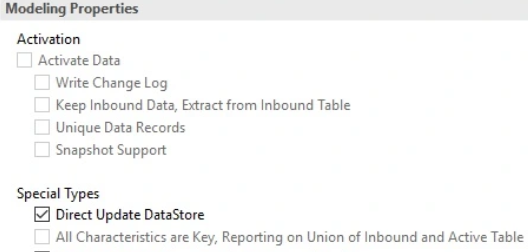 Modeling Properties
Activation
Activate Data
Write Change Log
Keep Inbound Data, Extract from Inbound Table
Unique Data Records
Snapshot Support
Special Types
Direct Update DataStore
All Characteristics are Key, Reporting on Union of Inbound and Active Table